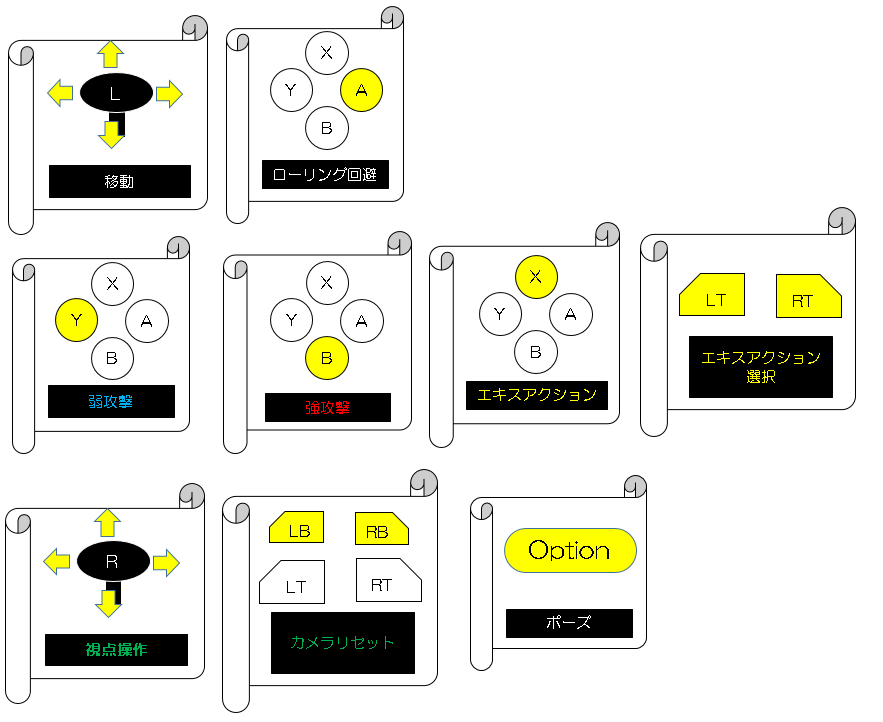 L
移動
X
Y
A
B
ローリング回避
X
Y
A
B
弱攻撃
X
Y
A
B
強攻撃
X
Y
A
B
エキスアクション
LT
RT
エキスアクション
選択
R
視点操作
LB
RB
LT
RT
カメラリセット
Option
ポーズ